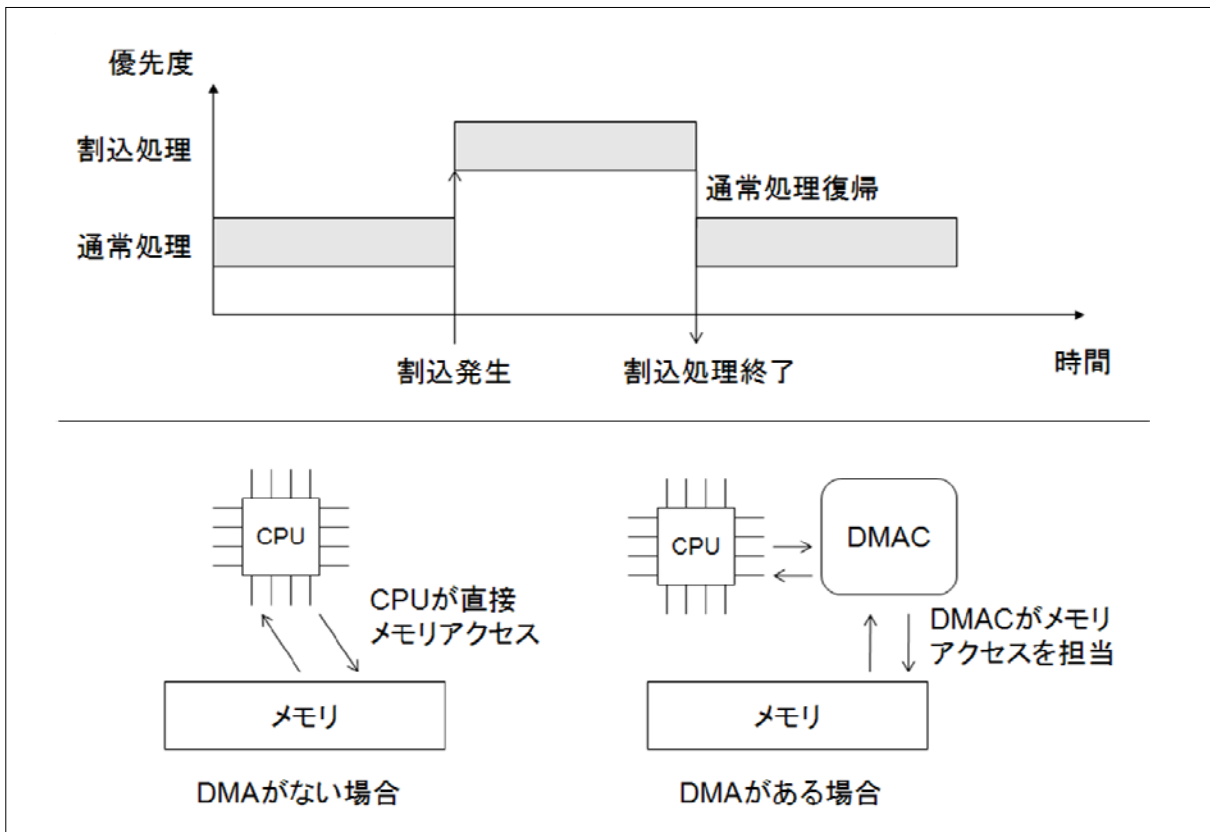 優先度
割込処理
通常処理復帰
通常処理
割込発生
割込処理終了
時間
CPU
CPUが直接
メモリアクセス
メモリ
DMAがない場合
CPU
DMAC
DMACがメモリ
アクセスを担当
メモリ
DMAがある場合